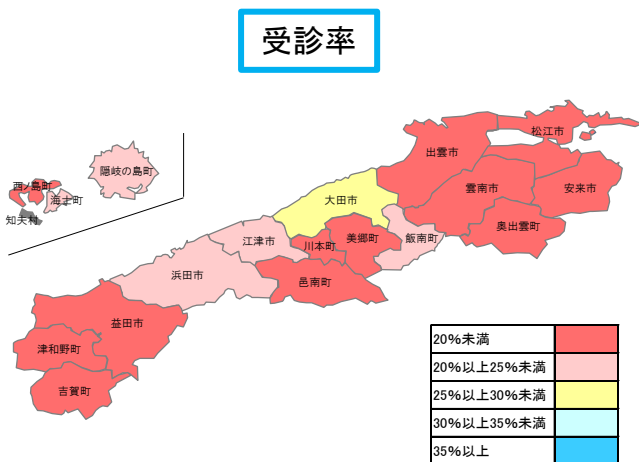 受診率
松江市
出雲市
隠岐の島町
西ノ島町
海士町
知夫村
安来市
雲南市
大田市
奥出雲町
飯南町
美郷町
川本町
江津市
浜田市
邑南町
益田市
津和野町
吉賀町
20%未満
20%以上25%未満
25%以上30%未満
30%以上35%未満
35%以上